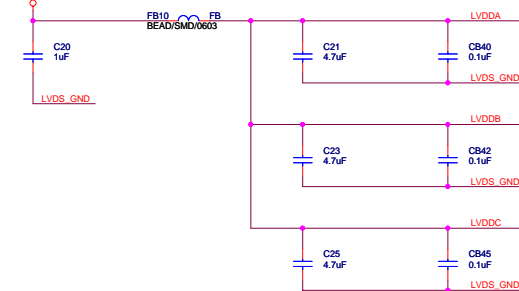 FB10 FB
BEAD/SMD/0603
LVDDA
C20
1uF
C21
4.7uF
CB40
0.1uF
LVDS_GND
LVDS_GND
LVDDB
C23
4.7uF
CB42
0.1uF
LVDS_GND
LVDDC
C25
4.7uF
CB45
0.1uF
LVDS_GND